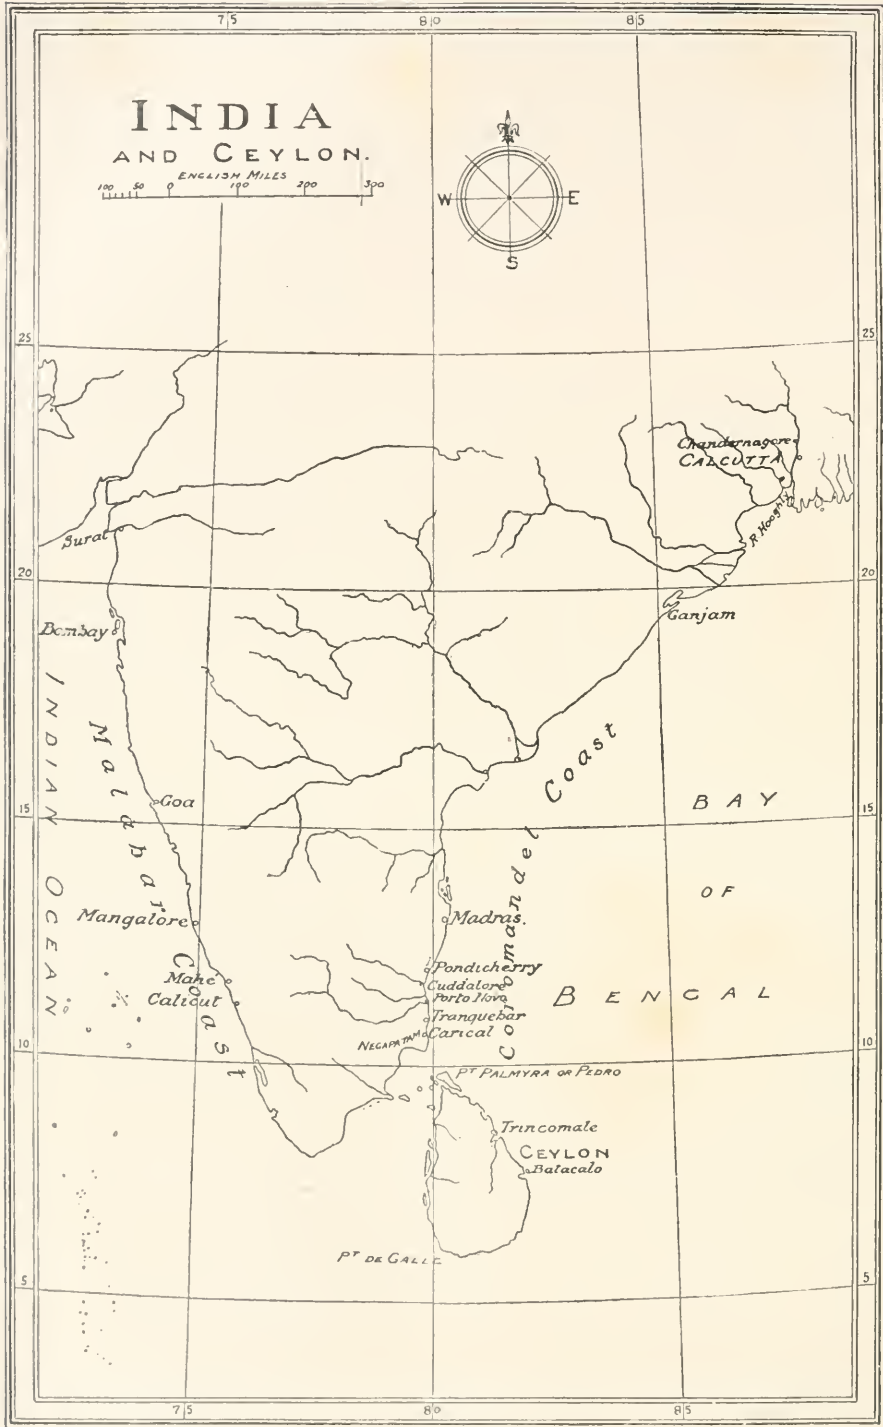 75 80 85
INDIA
AND CEYLON.
ENGLISH MILES
100 50 0 100 200 300
W E
S
25 25
Chandernagore
CALCUTTA
R. Hooghly
Surat
20 20
Ganjam
Bombay
INDIAN OCEAN
Malabar Coast
Coromandel Coast
Goa
BAY
15 15
OF
Mangalore
Madras.
Pondicherry
Mahé
Cuddalore
Calicut
Porto Novo
BENGAL
Tranquebar
NEGAPATAM
Carical
10 10
PT PALMYRA OR PEDRO
Trincomale
CEYLON
Batacalo
PT DE GALLE
5 5
75 80 85